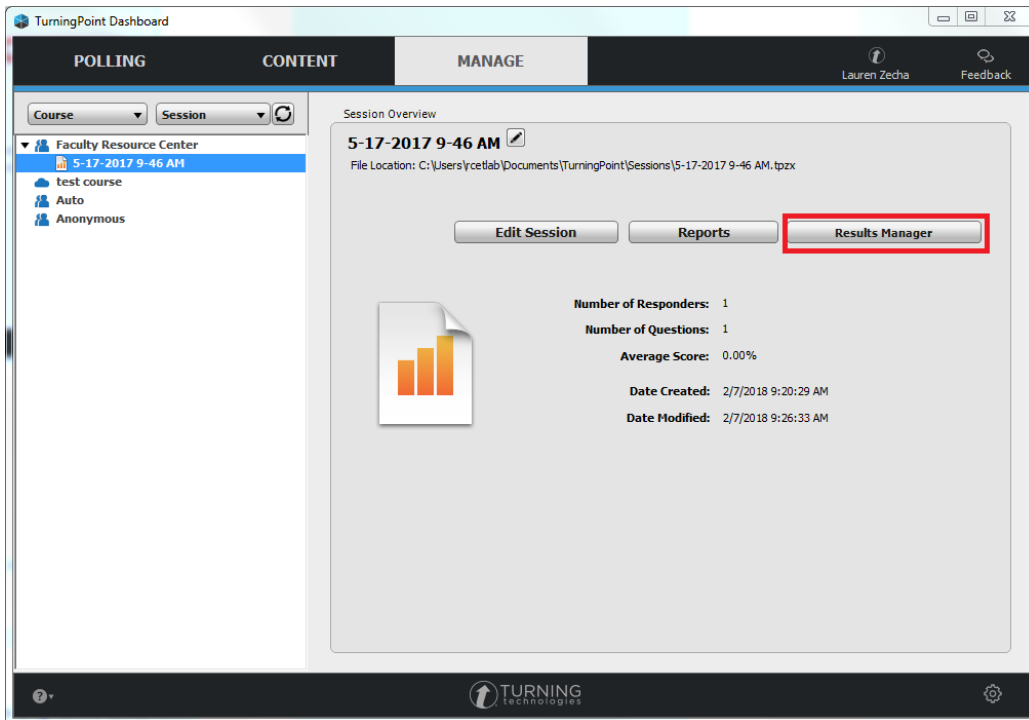 TurningPoint Dashboard
POLLING
CONTENT
MANAGE
Lauren Zecha
Feedback
Course
Session
Faculty Resource Center
5-17-2017 9-46 AM
test course
Auto
Anonymous
Session Overview
5-17-2017 9-46 AM
File Location: C:\Users\rcetlab\Documents\TurningPoint\Sessions\5-17-2017 9-46 AM.tpzx
Edit Session
Reports
Results Manager
Number of Responders: 1
Number of Questions: 1
Average Score: 0.00%
Date Created: 2/7/2018 9:20:29 AM
Date Modified: 2/7/2018 9:26:33 AM
?
TURNING
technologies